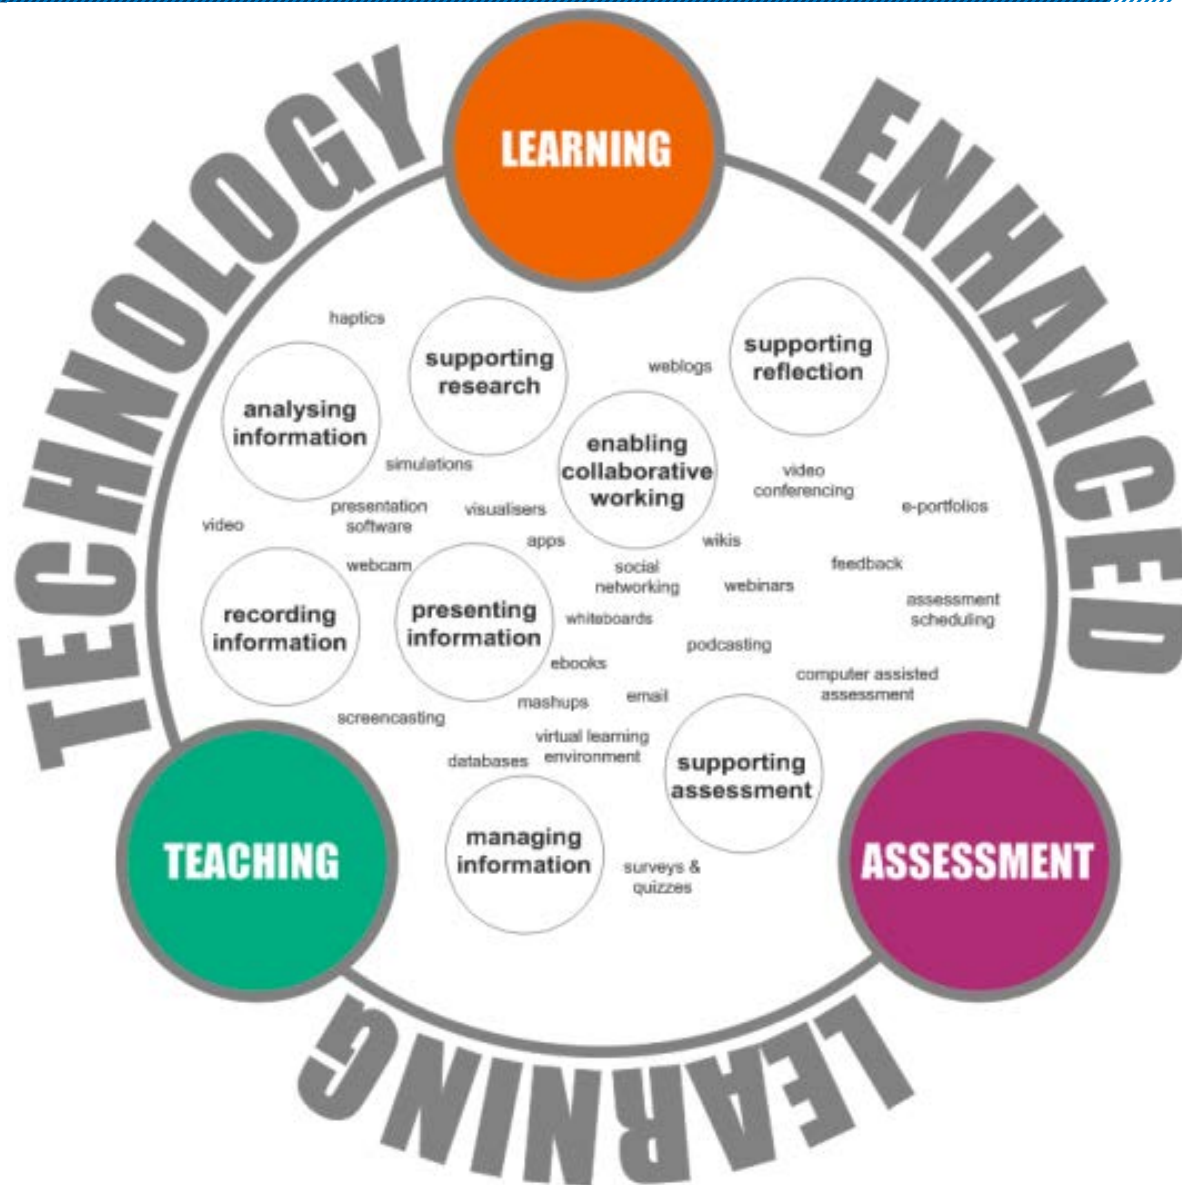 TECHNOLOGY
ENHANCED
LEARNING
LEARNING
haptics
supporting
research
supporting
reflection
weblogs
analysing
information
enabling
collaborative
working
simulations
video
conferencing
presentation
software
visualisers
e-portfolios
video
apps
wikis
webcam
social
networking
feedback
webinars
recording
information
presenting
information
whiteboards
assessment
scheduling
podcasting
ebooks
computer assisted
assessment
mashups
email
screencasting
virtual learning
environment
databases
supporting
assessment
managing
information
surveys &
quizzes
TEACHING
ASSESSMENT